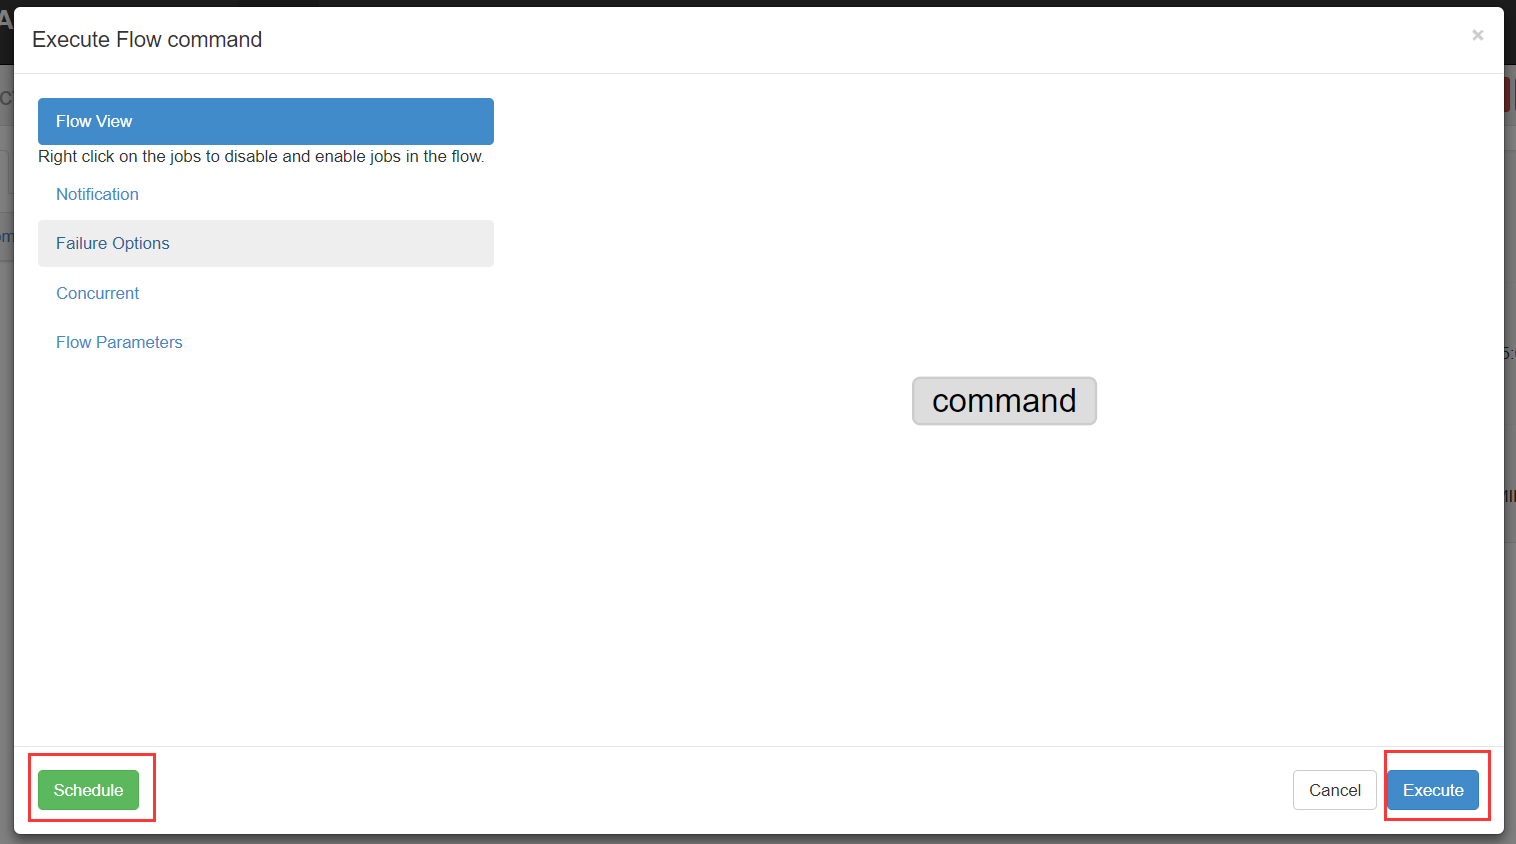 Execute Flow command
×
Flow View
Right click on the jobs to disable and enable jobs in the flow.
Notification
Failure Options
Concurrent
Flow Parameters
command
Schedule
Cancel
Execute